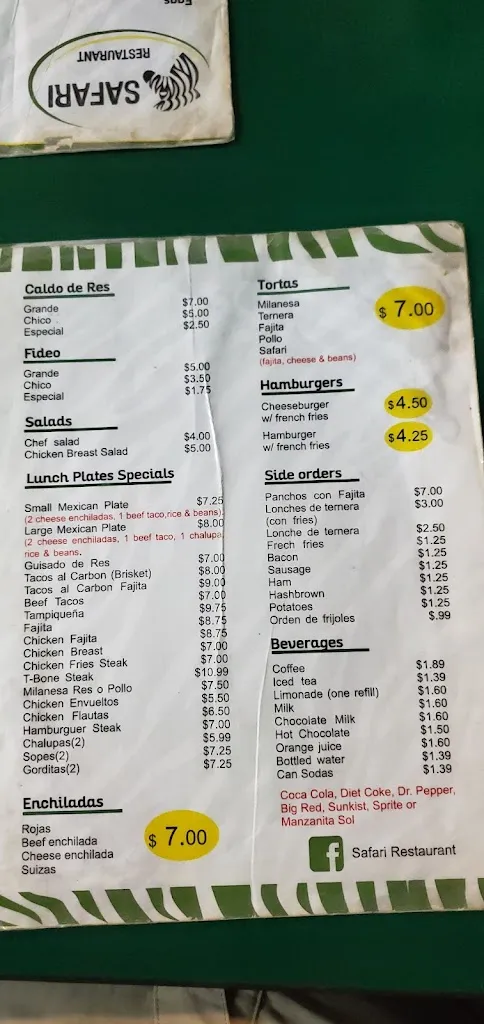 Eggs
SAFARI
RESTAURANT
Caldo de Res
Grande $7.00
Chico $5.00
Especial $2.50
Fideo
Grande $5.00
Chico $3.50
Especial $1.75
Salads
Chef salad $4.00
Chicken Breast Salad $5.00
Lunch Plates Specials
Small Mexican Plate $7.25
(2 cheese enchiladas, 1 beef taco,rice & beans).
Large Mexican Plate $8.00
(2 cheese enchiladas, 1 beef taco, 1 chalupa,
rice & beans.
Guisado de Res $7.00
Tacos al Carbon (Brisket) $8.00
Tacos al Carbon Fajita $9.00
Beef Tacos $7.00
Tampiqueña $9.75
Fajita $8.75
Chicken Fajita $8.75
Chicken Breast $7.00
Chicken Fries Steak $7.00
T-Bone Steak $10.99
Milanesa Res o Pollo $7.50
Chicken Envueltos $5.50
Chicken Flautas $6.50
Hamburguer Steak $7.00
Chalupas(2) $5.99
Sopes(2) $7.25
Gorditas(2) $7.25
Enchiladas
Rojas
Beef enchilada
Cheese enchilada
Suizas
$ 7.00
Tortas
Milanesa
Ternera
Fajita
Pollo
Safari
(fajita, cheese & beans)
$ 7.00
Hamburgers
Cheeseburger $4.50
w/ french fries
Hamburger $4.25
w/ french fries
Side orders
Panchos con Fajita $7.00
Lonches de ternera $3.00
(con fries)
Lonche de ternera $2.50
Frech fries $1.25
Bacon $1.25
Sausage $1.25
Ham $1.25
Hashbrown $1.25
Potatoes $1.25
Orden de frijoles $.99
Beverages
Coffee $1.89
Iced tea $1.39
Limonade (one refill) $1.60
Milk $1.60
Chocolate Milk $1.60
Hot Chocolate $1.50
Orange juice $1.60
Bottled water $1.39
Can Sodas $1.39
Coca Cola, Diet Coke, Dr. Pepper,
Big Red, Sunkist, Sprite or
Manzanita Sol
f Safari Restaurant